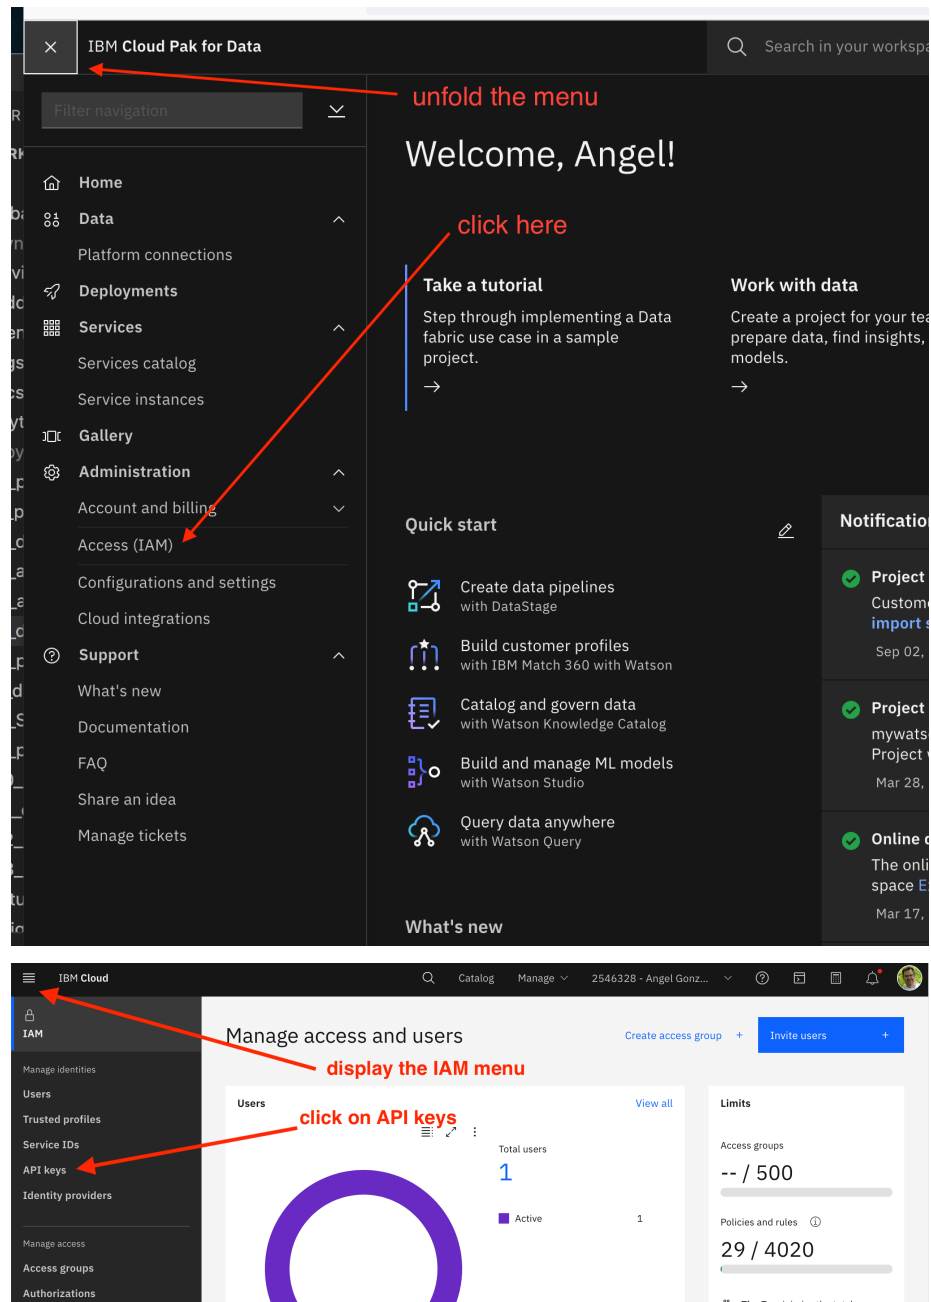 IBM Cloud Pak for Data
Search in your
unfold the menu
Filter navigation
Welcome, Angel!
Home
Data
click here
Platform connections
Deployments
Take a tutorial
Work with data
Services
Step through implementing a Data
fabric use case in a sample
project.
Create a project for your
prepare data, find insights,
models.
Services catalog
Service instances
Gallery
Administration
Account and billing
Access (IAM)
Configurations and settings
Cloud integrations
Support
What's new
Documentation
FAQ
Share an idea
Manage tickets
Quick start
Create data pipelines
with DataStage
Build customer profiles
with IBM Match 360 with Watson
Catalog and govern data
with Watson Knowledge Catalog
Build and manage ML models
with Watson Studio
Query data anywhere
with Watson Query
What's new
Project
import
Sep 02,
Project
Project
Mar 28,
Online
The
space
Mar 17,
IBM Cloud
Catalog
Manage
2546328 - Angel Gonz...
IAM
Manage access and users
Create access group +
Invite users +
display the IAM menu
Manage identities
Users
Trusted profiles
Service IDs
API keys
Identity providers
Manage access
Access groups
Authorizations
Users
View all
click on API keys
Total users
1
Active 1
Limits
Access groups
-- / 500
Policies and rules
29 / 4020